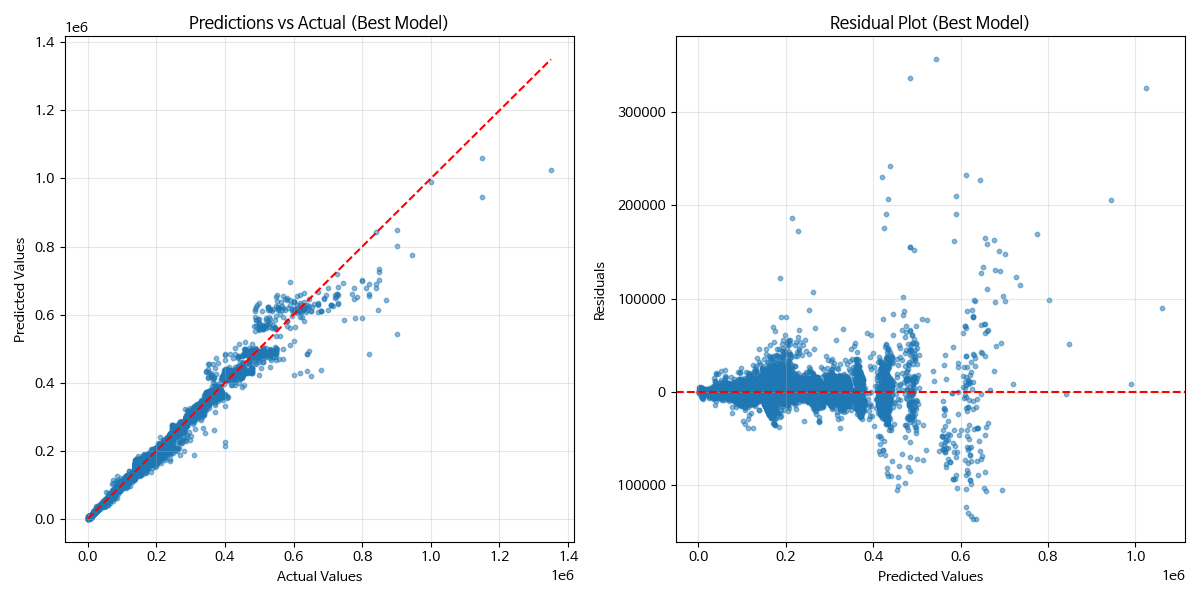 Predictions vs Actual (Best Model)
1e6
1.4
1.2
1.0
0.8
0.6
0.4
0.2
0.0
Predicted Values
0.0 0.2 0.4 0.6 0.8 1.0 1.2 1.4
1e6
Actual Values
Residual Plot (Best Model)
300000
200000
100000
0
100000
Residuals
0.0 0.2 0.4 0.6 0.8 1.0
1e6
Predicted Values